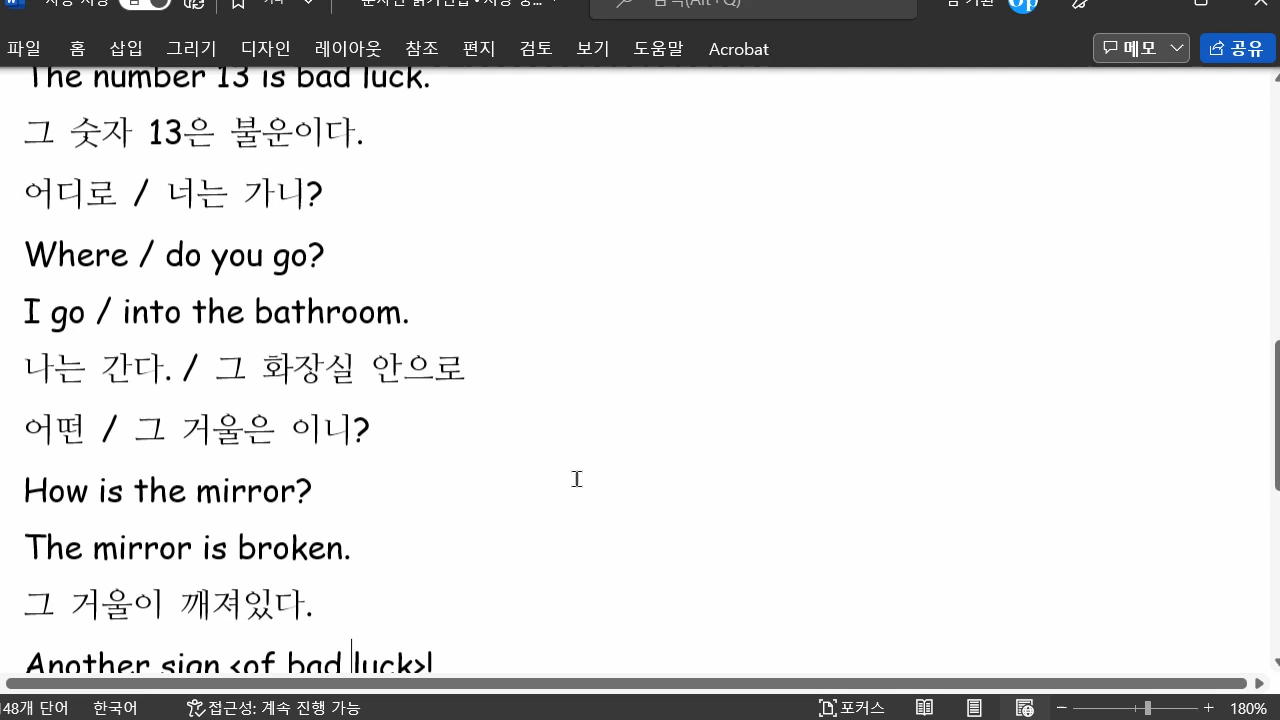 파일 홈 삽입 그리기 디자인 레이아웃 참조 편지 검토 보기 도움말 Acrobat 메모 공유
The number 13 is bad luck.
그 숫자 13은 불운이다.
어디로 / 너는 가니?
Where / do you go?
I go / into the bathroom.
나는 간다. / 그 화장실 안으로
어떤 / 그 거울은 이니?
How is the mirror?
The mirror is broken.
그 거울이 깨져있다.
Another sign <of bad luck>!
148개 단어 한국어 접근성: 계속 진행 가능 포커스 180%